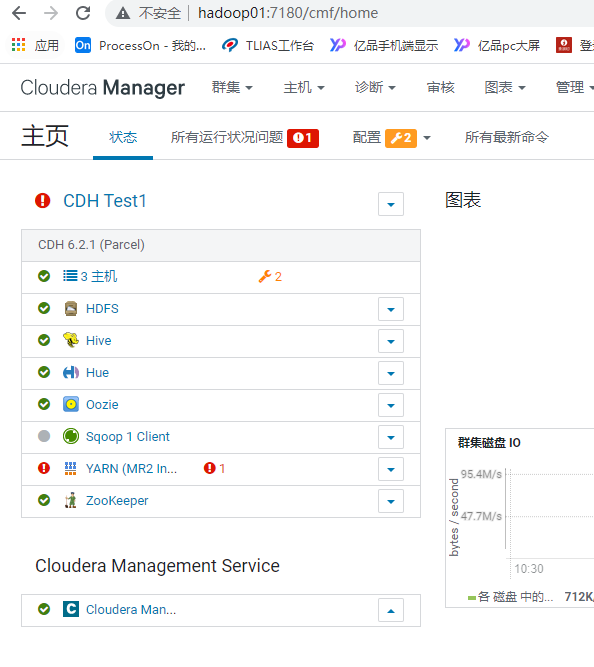 不安全 | hadoop01:7180/cmf/home
应用 On ProcessOn - 我的... TLIAS工作台 亿品手机端显示 亿品pc大屏
Cloudera Manager 群集 主机 诊断 审核 图表 管理
主页 状态 所有运行状况问题 1 配置 2 所有最新命令
CDH Test1
图表
CDH 6.2.1 (Parcel)
3 主机 2
HDFS
Hive
Hue
Oozie
Sqoop 1 Client
YARN (MR2 In... 1
ZooKeeper
群集磁盘 IO
bytes / second
95.4M/s
47.7M/s
10:30
各 磁盘 中的... 712K/
Cloudera Management Service
C Cloudera Man...